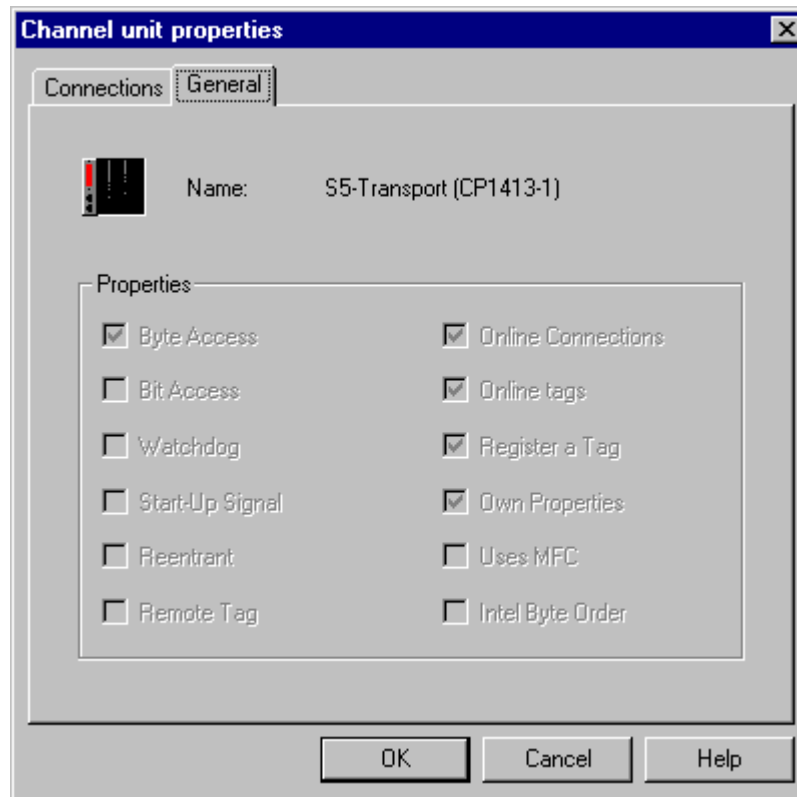 Channel unit properties
Connections General
Name: S5-Transport (CP1413-1)
Properties
Byte Access Online Connections
Bit Access Online tags
Watchdog Register a Tag
Start-Up Signal Own Properties
Reentrant Uses MFC
Remote Tag Intel Byte Order
OK Cancel Help